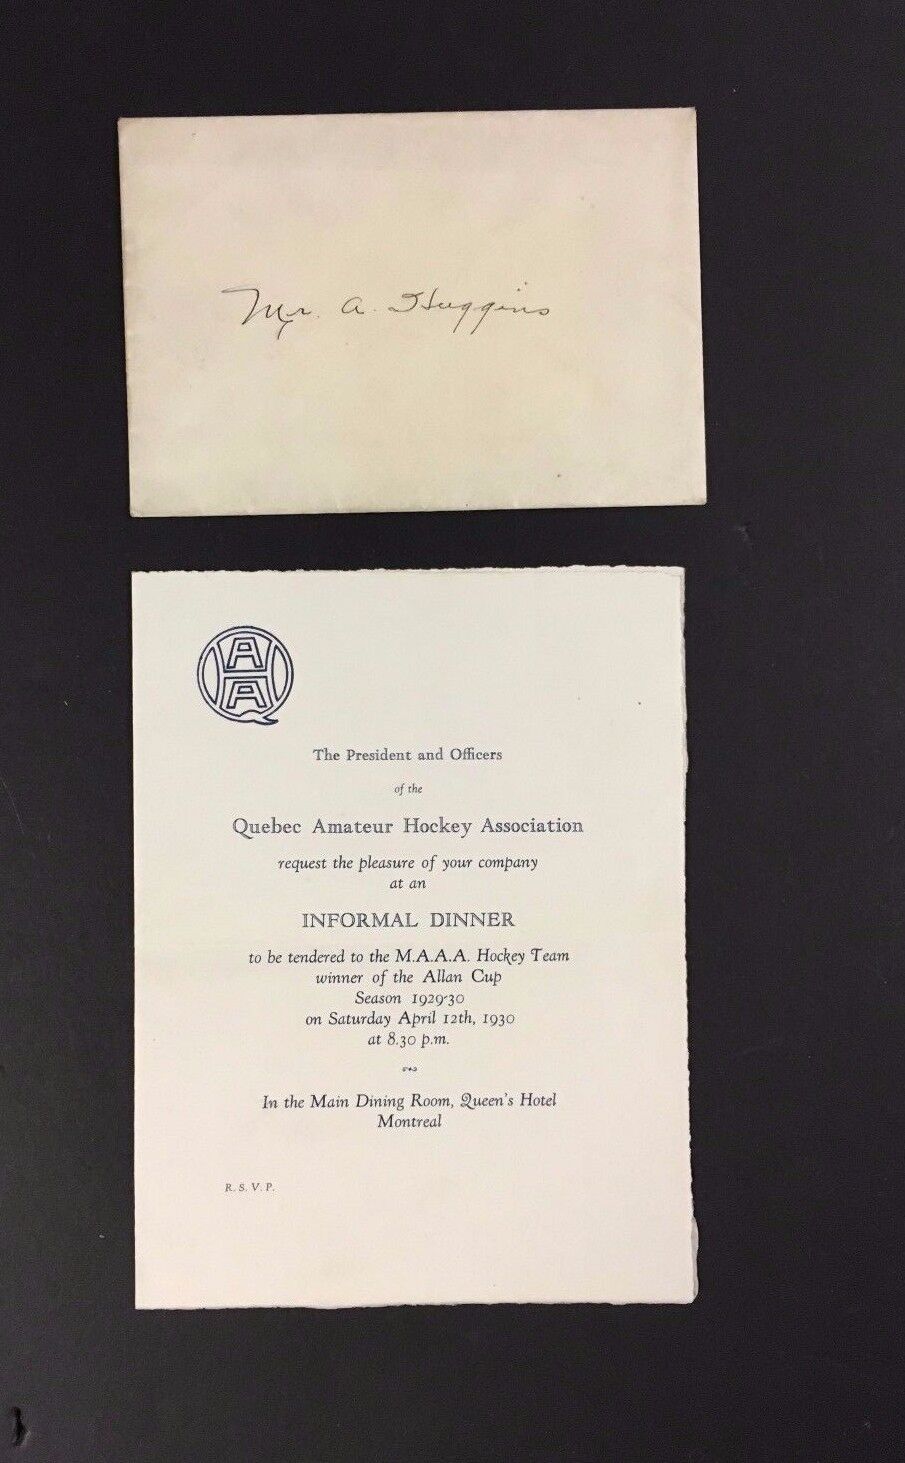 Mr. A. Huggins
QAHA
The President and Officers
of the
Quebec Amateur Hockey Association
request the pleasure of your company
at an
INFORMAL DINNER
to be tendered to the M.A.A.A. Hockey Team
winner of the Allan Cup
Season 1929-30
on Saturday April 12th, 1930
at 8.30 p.m.
In the Main Dining Room, Queen's Hotel
Montreal
R. S. V. P.